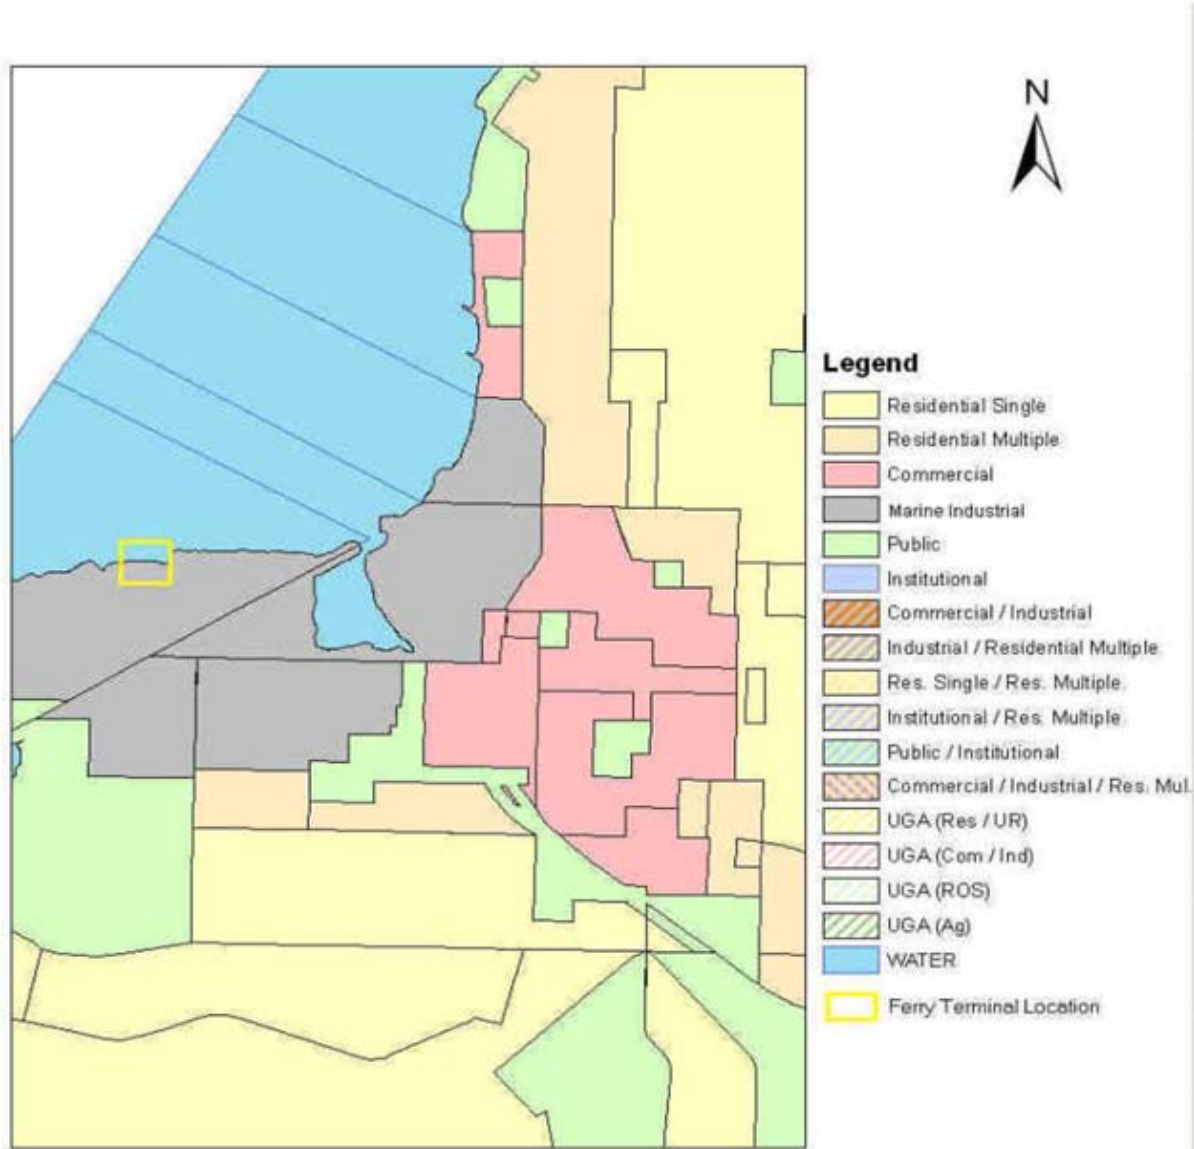 N
Legend
Residential Single
Residential Multiple
Commercial
Marine Industrial
Public
Institutional
Commercial / Industrial
Industrial / Residential Multiple
Res. Single / Res. Multiple
Institutional / Res. Multiple
Public / Institutional
Commercial / Industrial / Res. Mul.
UGA (Res / UR)
UGA (Com / Ind)
UGA (ROS)
UGA (Ag)
WATER
Ferry Terminal Location